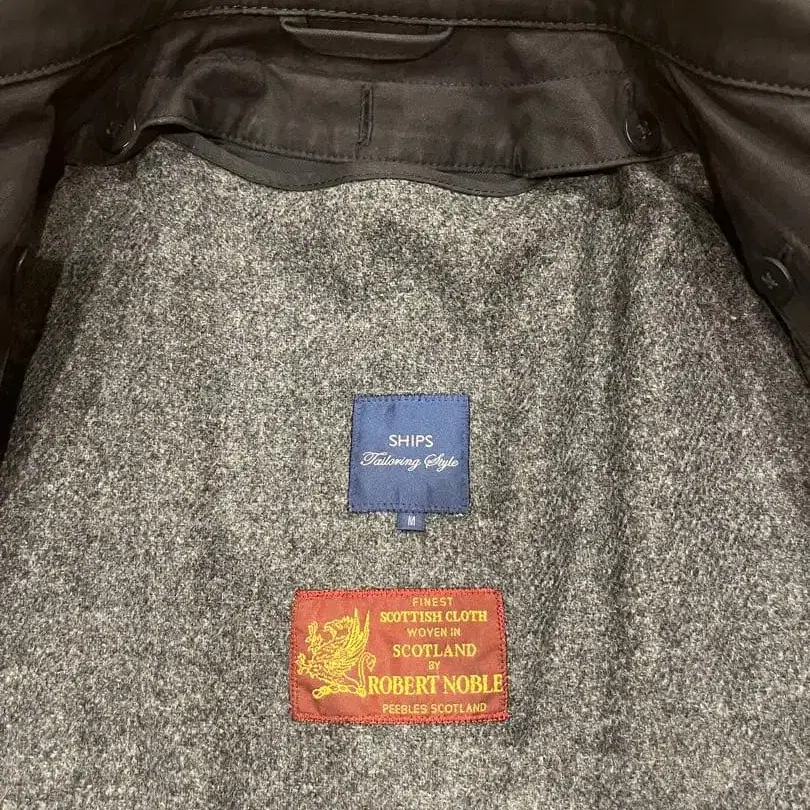 SHIPS
Tailoring Style
M
FINEST
SCOTTISH CLOTH
WOVEN IN
SCOTLAND
BY
ROBERT NOBLE
PEEBLES SCOTLAND